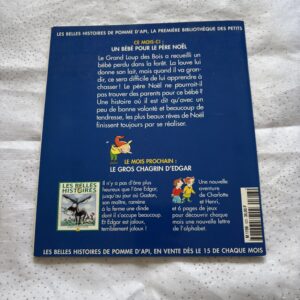 LES BELLES HISTOIRES DE POMME D'API, LA PREMIÈRE BIBLIOTHÈQUE DES PETITS
CE MOIS-CI :
UN BÉBÉ POUR LE PÈRE NOËL
Le Grand Loup des Bois a recueilli un
bébé perdu dans la forêt. La louve lui
donne son lait, mais quand il va gran-
dir, ce sera difficile de lui apprendre à
chasser ! Le père Noël ne pourrait-il
pas trouver des parents pour ce bébé ?
Une histoire où il est dit qu'avec un
peu de bonne volonté et beaucoup de
tendresse, les plus beaux rêves de Noël
finissent toujours par se réaliser.
LE MOIS PROCHAIN :
LE GROS CHAGRIN D'EDGAR
LES BELLES
HISTOIRES
Il n'y a pas d'âne plus
heureux que l'âne Edgar,
jusqu'au jour où Gaston,
son maître, ramène
à la ferme une dinde
dont il s'occupe beaucoup.
Et Edgar est jaloux,
terriblement jaloux !
Une nouvelle
aventure
de Charlotte
et Henri,
et 6 pages de jeux
pour découvrir chaque
mois une nouvelle lettre
de l'alphabet.
LES BELLES HISTOIRES DE POMME D'API, EN VENTE DÈS LE 15 DE CHAQUE MOIS